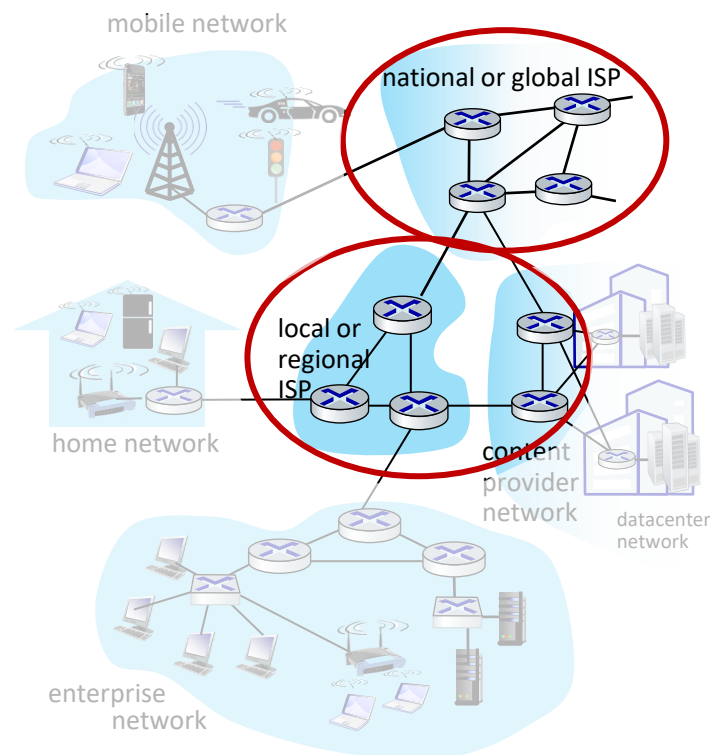 mobile network
national or global ISP
local or
regional
ISP
home network
content
provider
network
datacenter
network
enterprise
network